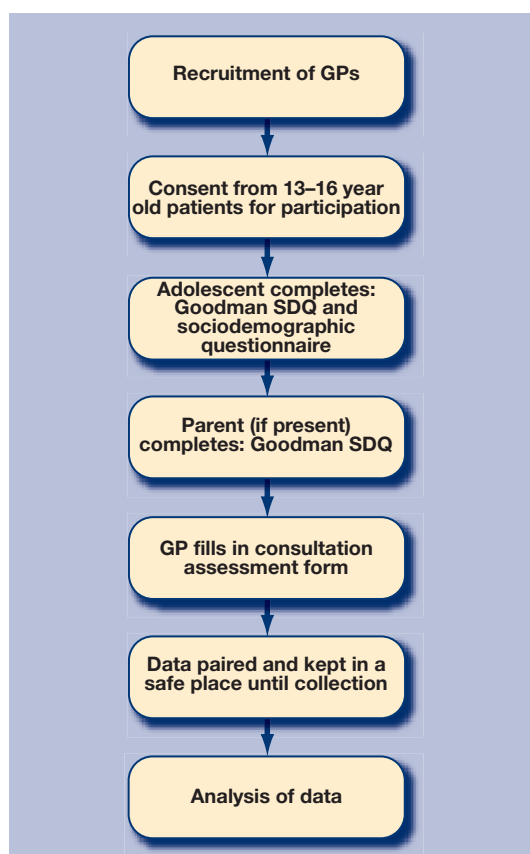 Recruitment of GPs
Consent from 13–16 year
old patients for participation
Adolescent completes:
Goodman SDQ and
sociodemographic
questionnaire
Parent (if present)
completes: Goodman SDQ
GP fills in consultation
assessment form
Data paired and kept in a
safe place until collection
Analysis of data